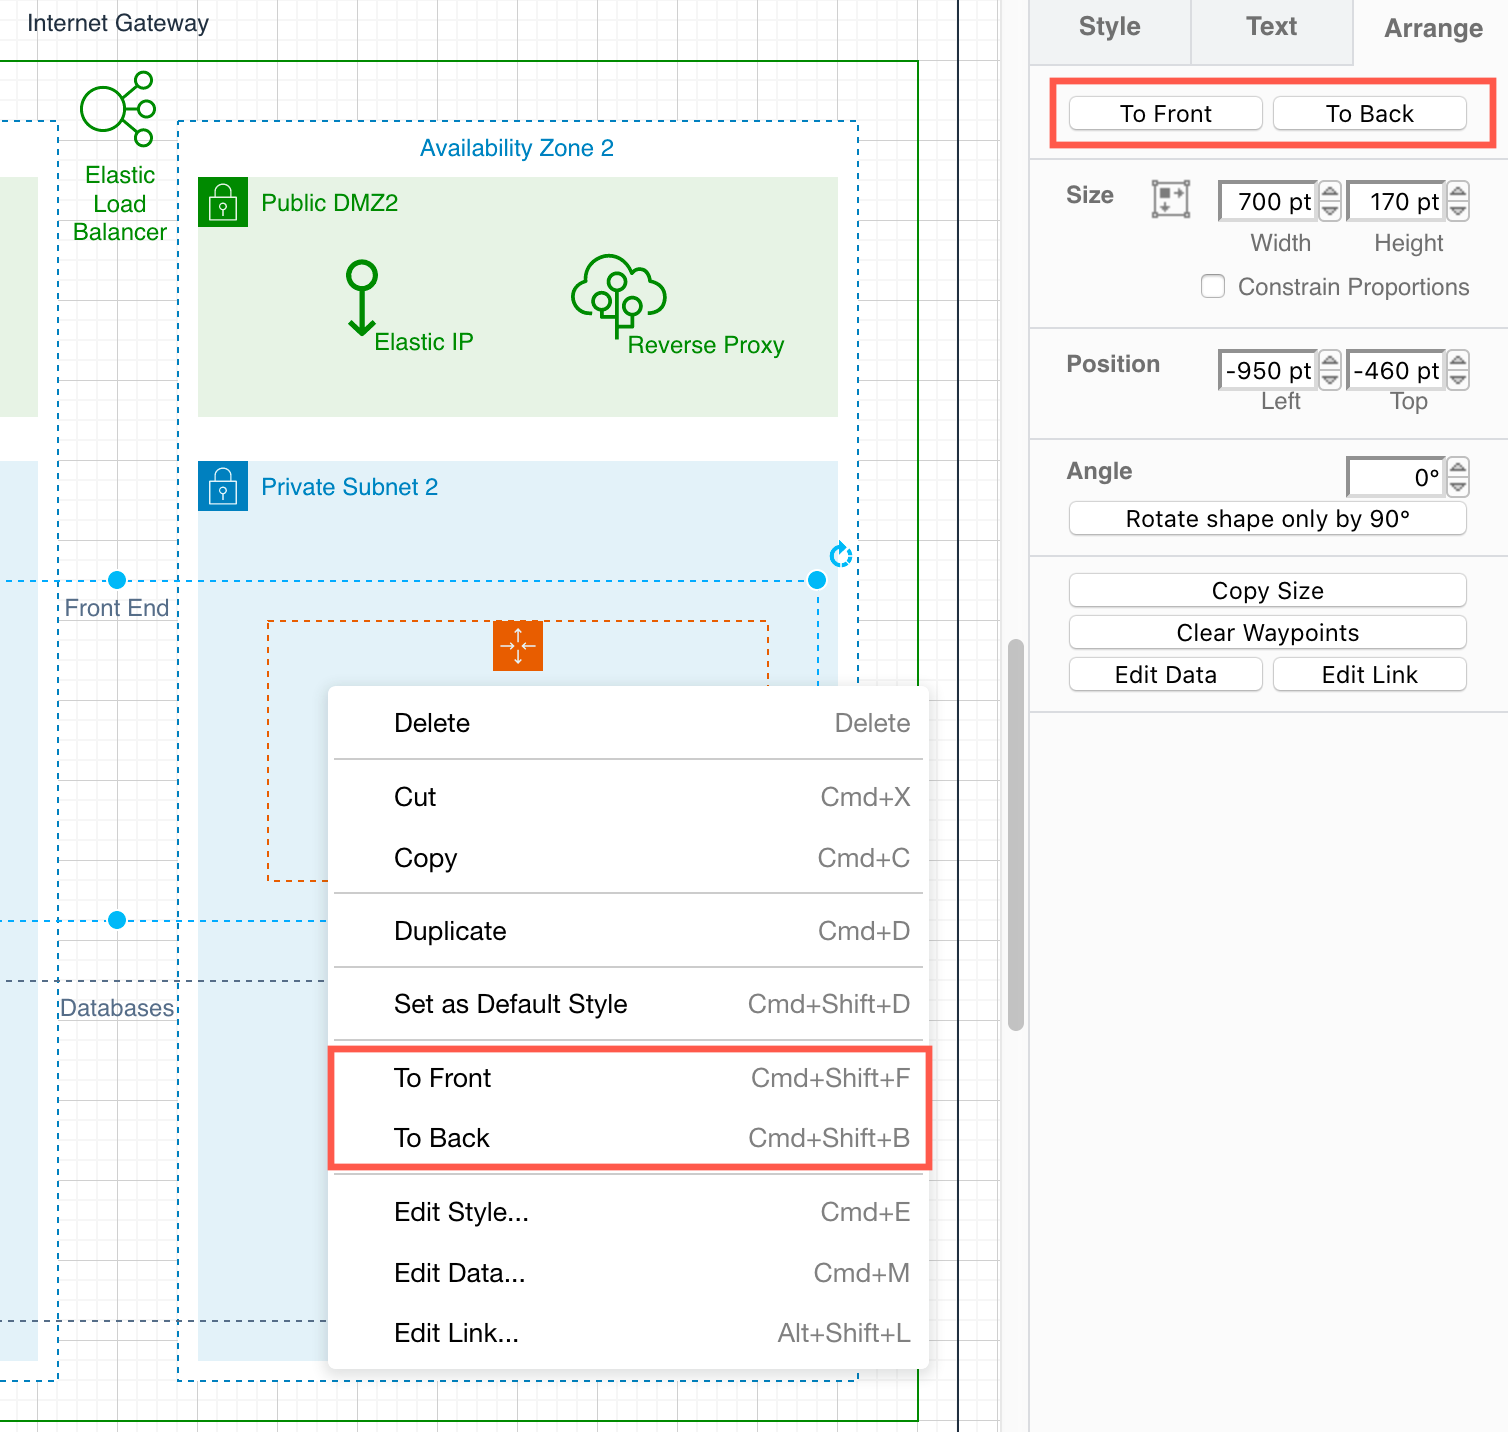 Internet Gateway
Elastic
Load
Balancer
Availability Zone 2
Public DMZ2
Elastic IP
Reverse Proxy
Private Subnet 2
Front End
Databases
Delete Delete
Cut Cmd+X
Copy Cmd+C
Duplicate Cmd+D
Set as Default Style Cmd+Shift+D
To Front Cmd+Shift+F
To Back Cmd+Shift+B
Edit Style... Cmd+E
Edit Data... Cmd+M
Edit Link... Alt+Shift+L
Style Text Arrange
To Front To Back
Size 700 pt 170 pt
Width Height
Constrain Proportions
Position -950 pt -460 pt
Left Top
Angle 0°
Rotate shape only by 90°
Copy Size
Clear Waypoints
Edit Data Edit Link